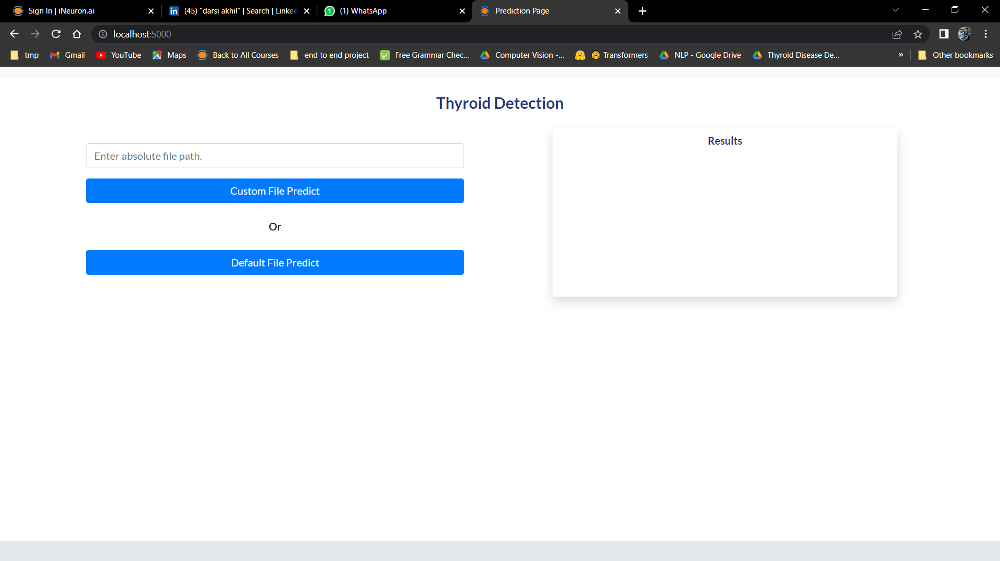 Sign In | iNeuron.ai
(45) "darsi akhil" | Search | Linked
1
(1) WhatsApp
Prediction Page
localhost:5000
tmp
Gmail
YouTube
Maps
Back to All Courses
end to end project
Free Grammar Chec...
Computer Vision -...
Transformers
NLP - Google Drive
Thyroid Disease De...
»
Other bookmarks
Thyroid Detection
Enter absolute file path.
Custom File Predict
Or
Default File Predict
Results